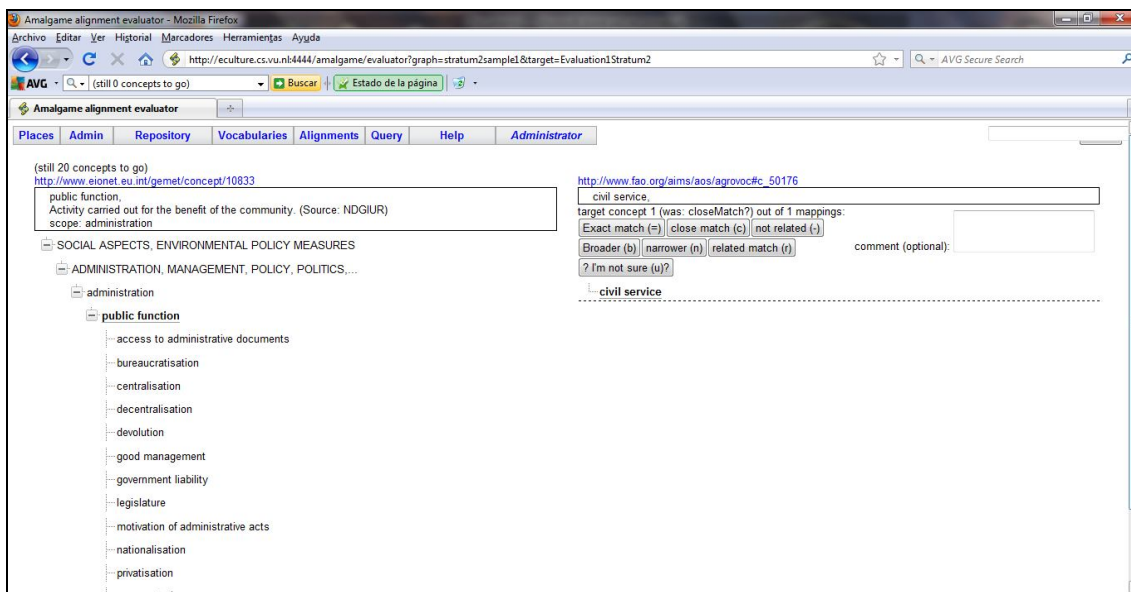 Amalgame alignment evaluator - Mozilla Firefox
Archivo Editar Ver Historial Marcadores Herramientas Ayuda
http://eculture.cs.vu.nl:4444/amalgame/evaluator?graph=stratum2sample1&target=Evaluation1Stratum2 AVG Secure Search
AVG (still 0 concepts to go) Buscar Estado de la página
Amalgame alignment evaluator
Places Admin Repository Vocabularies Alignments Query Help Administrator
(still 20 concepts to go)
http://www.eionet.eu.int/gemet/concept/10833
public function,
Activity carried out for the benefit of the community. (Source: NDGIUR)
scope: administration
SOCIAL ASPECTS, ENVIRONMENTAL POLICY MEASURES
ADMINISTRATION, MANAGEMENT, POLICY, POLITICS,...
administration
public function
access to administrative documents
bureaucratisation
centralisation
decentralisation
devolution
good management
government liability
legislature
motivation of administrative acts
nationalisation
privatisation
http://www.fao.org/aims/aos/agrovoc#c_50176
civil service,
target concept 1 (was: closeMatch?) out of 1 mappings:
Exact match (=) close match (c) not related (-)
Broader (b) narrower (n) related match (r) comment (optional):
? I'm not sure (u)?
civil service